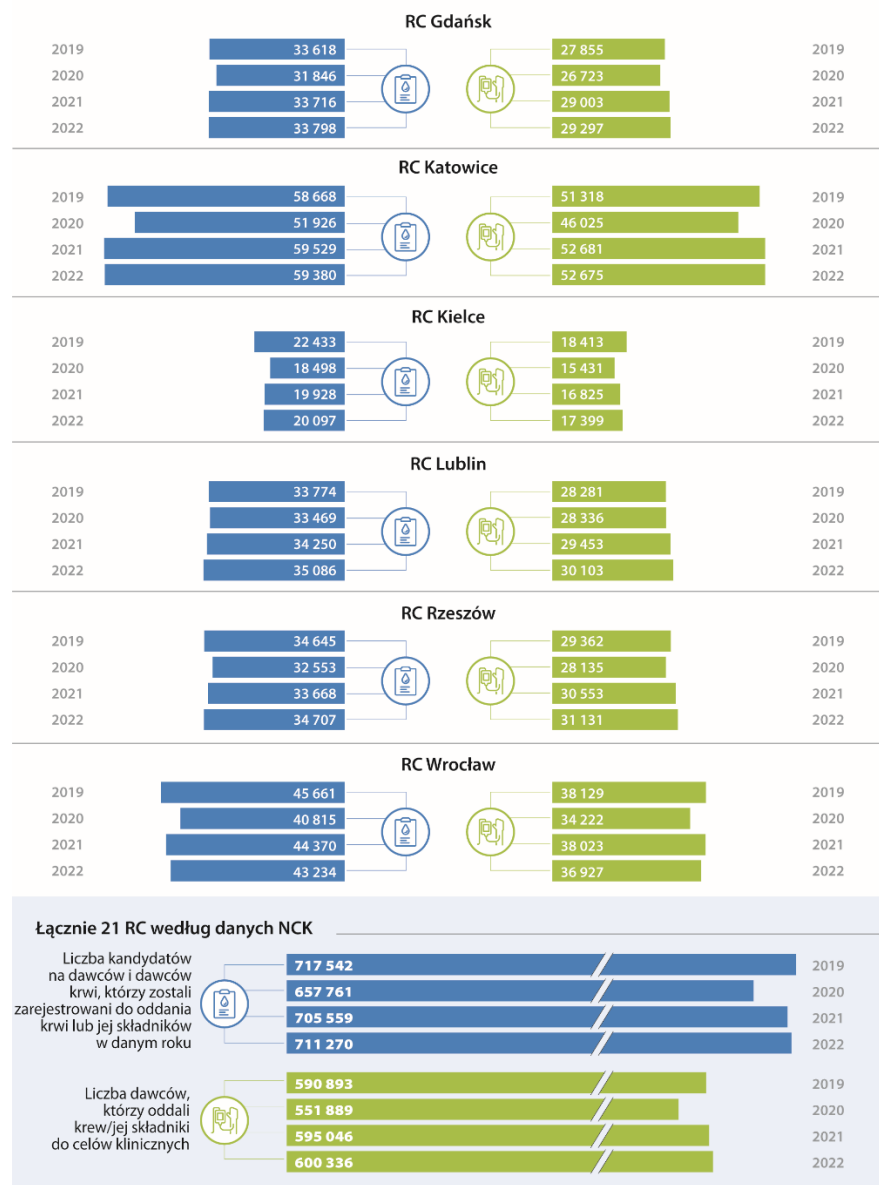 RC Gdańsk
2019 33 618 27 855 2019
2020 31 846 26 723 2020
2021 33 716 29 003 2021
2022 33 798 29 297 2022
RC Katowice
2019 58 668 51 318 2019
2020 51 926 46 025 2020
2021 59 529 52 681 2021
2022 59 380 52 675 2022
RC Kielce
2019 22 433 18 413 2019
2020 18 498 15 431 2020
2021 19 928 16 825 2021
2022 20 097 17 399 2022
RC Lublin
2019 33 774 28 281 2019
2020 33 469 28 336 2020
2021 34 250 29 453 2021
2022 35 086 30 103 2022
RC Rzeszów
2019 34 645 29 362 2019
2020 32 553 28 135 2020
2021 33 668 30 553 2021
2022 34 707 31 131 2022
RC Wrocław
2019 45 661 38 129 2019
2020 40 815 34 222 2020
2021 44 370 38 023 2021
2022 43 234 36 927 2022
Łącznie 21 RC według danych NCK
Liczba kandydatów
na dawców i dawców
krwi, którzy zostali
zarejestrowani do oddania
krwi lub jej składników
w danym roku
717 542 2019
657 761 2020
705 559 2021
711 270 2022
Liczba dawców,
którzy oddali
krew/jej składniki
do celów klinicznych
590 893 2019
551 889 2020
595 046 2021
600 336 2022